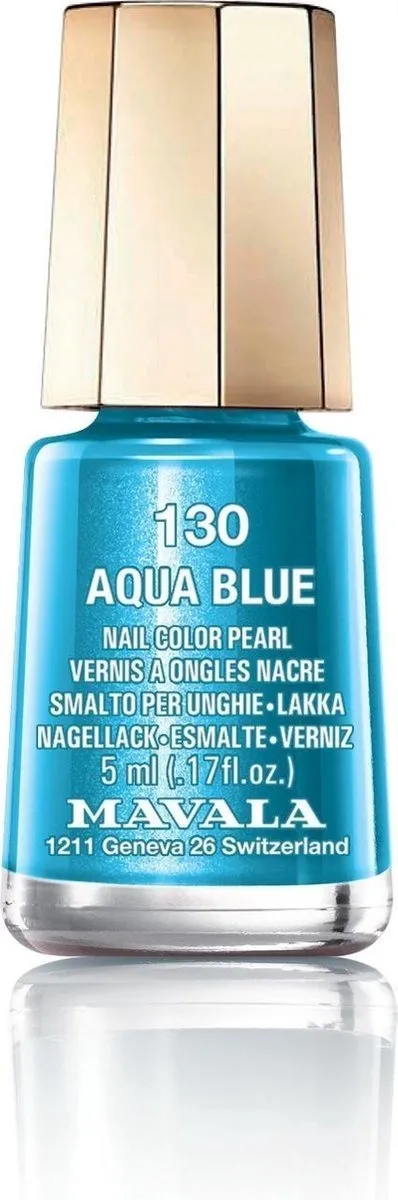 130
AQUA BLUE
NAIL COLOR PEARL
VERNIS A ONGLES NACRE
SMALTO PER UNGHIE•LAKKA
NAGELLACK•ESMALTE•VERNIZ
5 ml (.17fl.oz.)
MAVALA
1211 Geneva 26 Switzerland